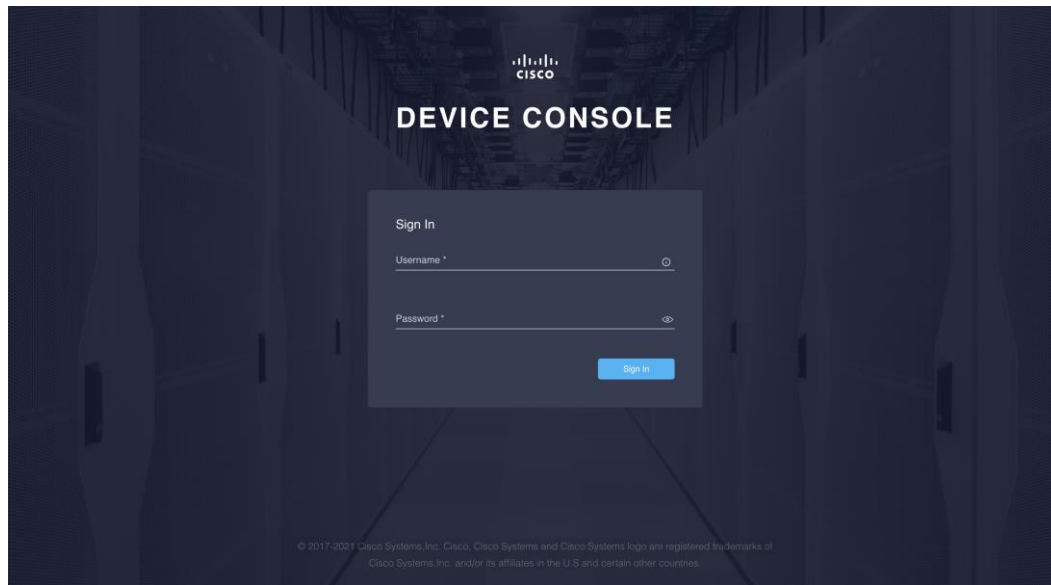 CISCO
DEVICE CONSOLE
Sign In
Username *
Password *
Sign In
© 2017-2021 Cisco Systems,Inc. Cisco, Cisco Systems and Cisco Systems logo are registered trademarks of
Cisco Systems,Inc. and/or its affiliates in the U.S and certain other countries.